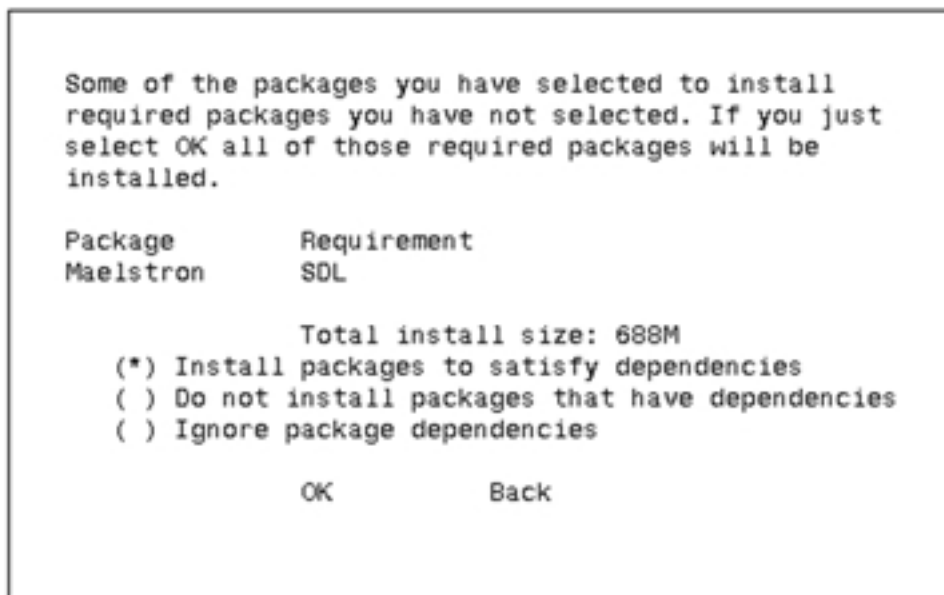 Some of the packages you have selected to install
required packages you have not selected. If you just
select OK all of those required packages will be
installed.
Package Requirement
Maelstron SDL
Total install size: 688M
(*) Install packages to satisfy dependencies
( ) Do not install packages that have dependencies
( ) Ignore package dependencies
OK Back